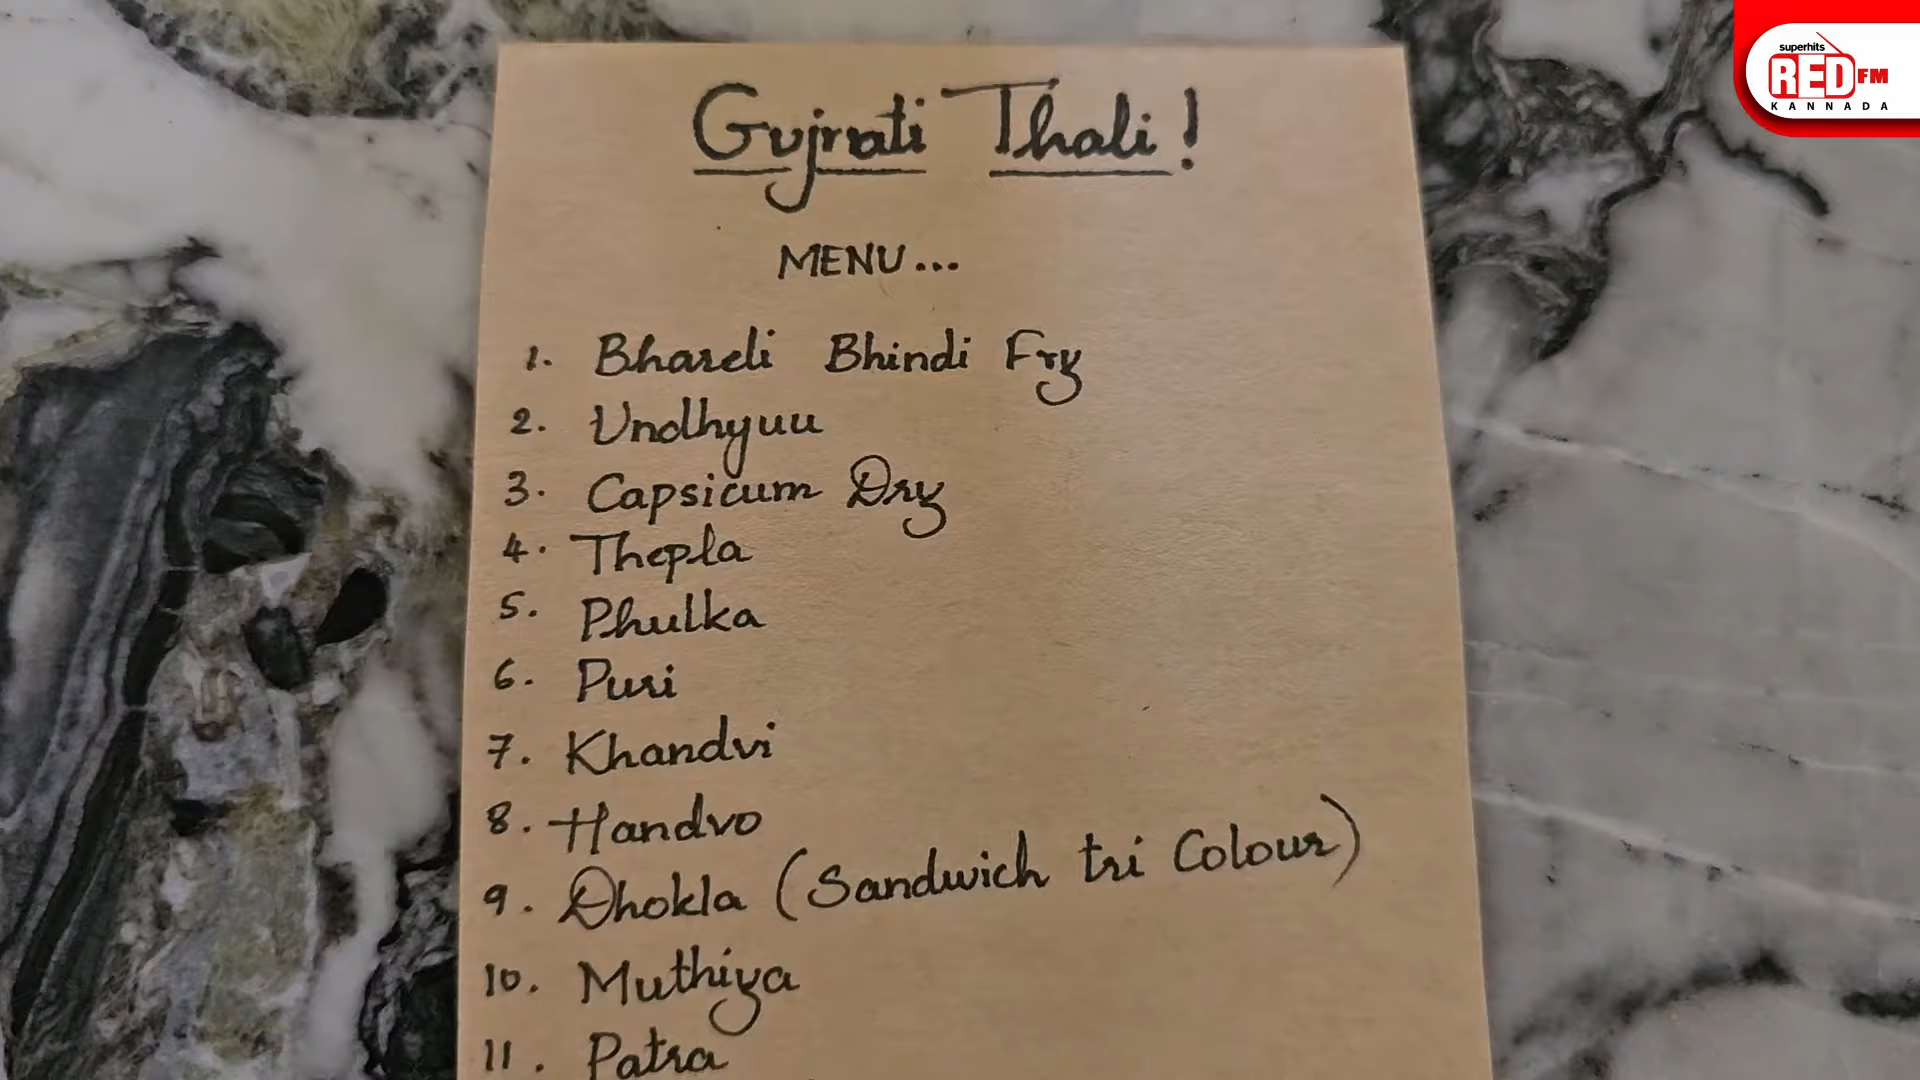 superhits
RED FM
KANNADA
Gujrati Thali!
MENU...
1. Bhareli Bhindi Fry
2. Undhyuu
3. Capsicum Dry
4. Thepla
5. Phulka
6. Puri
7. Khandvi
8. Handvo
9. Dhokla (Sandwich tri Colour)
10. Muthiya
11. Patra